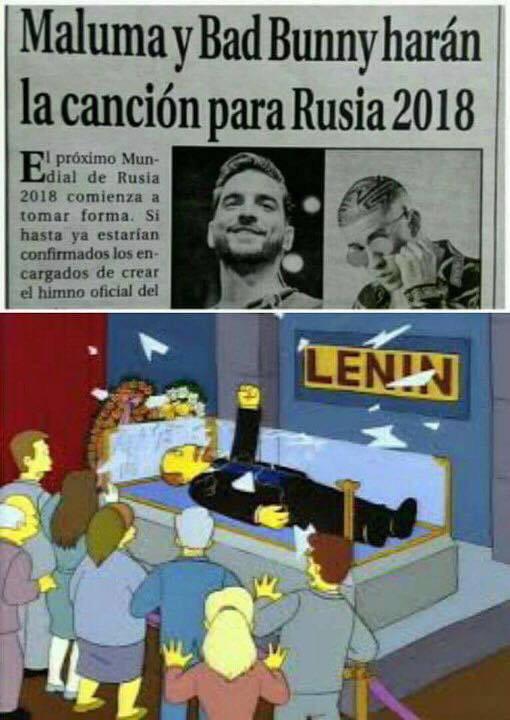 Maluma y Bad Bunny harán
la canción para Rusia 2018
El próximo Mun-
dial de Rusia
2018 comienza a
tomar forma. Si
hasta ya estarían
confirmados los en-
cargados de crear
el himno oficial del
LENIN